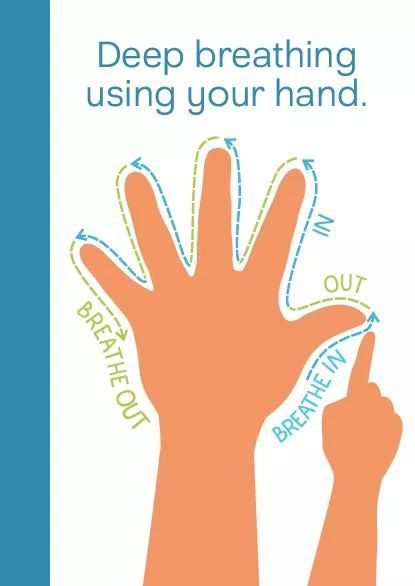 Deep breathing
using your hand.
IN
OUT
BREATHE IN
BREATHE OUT